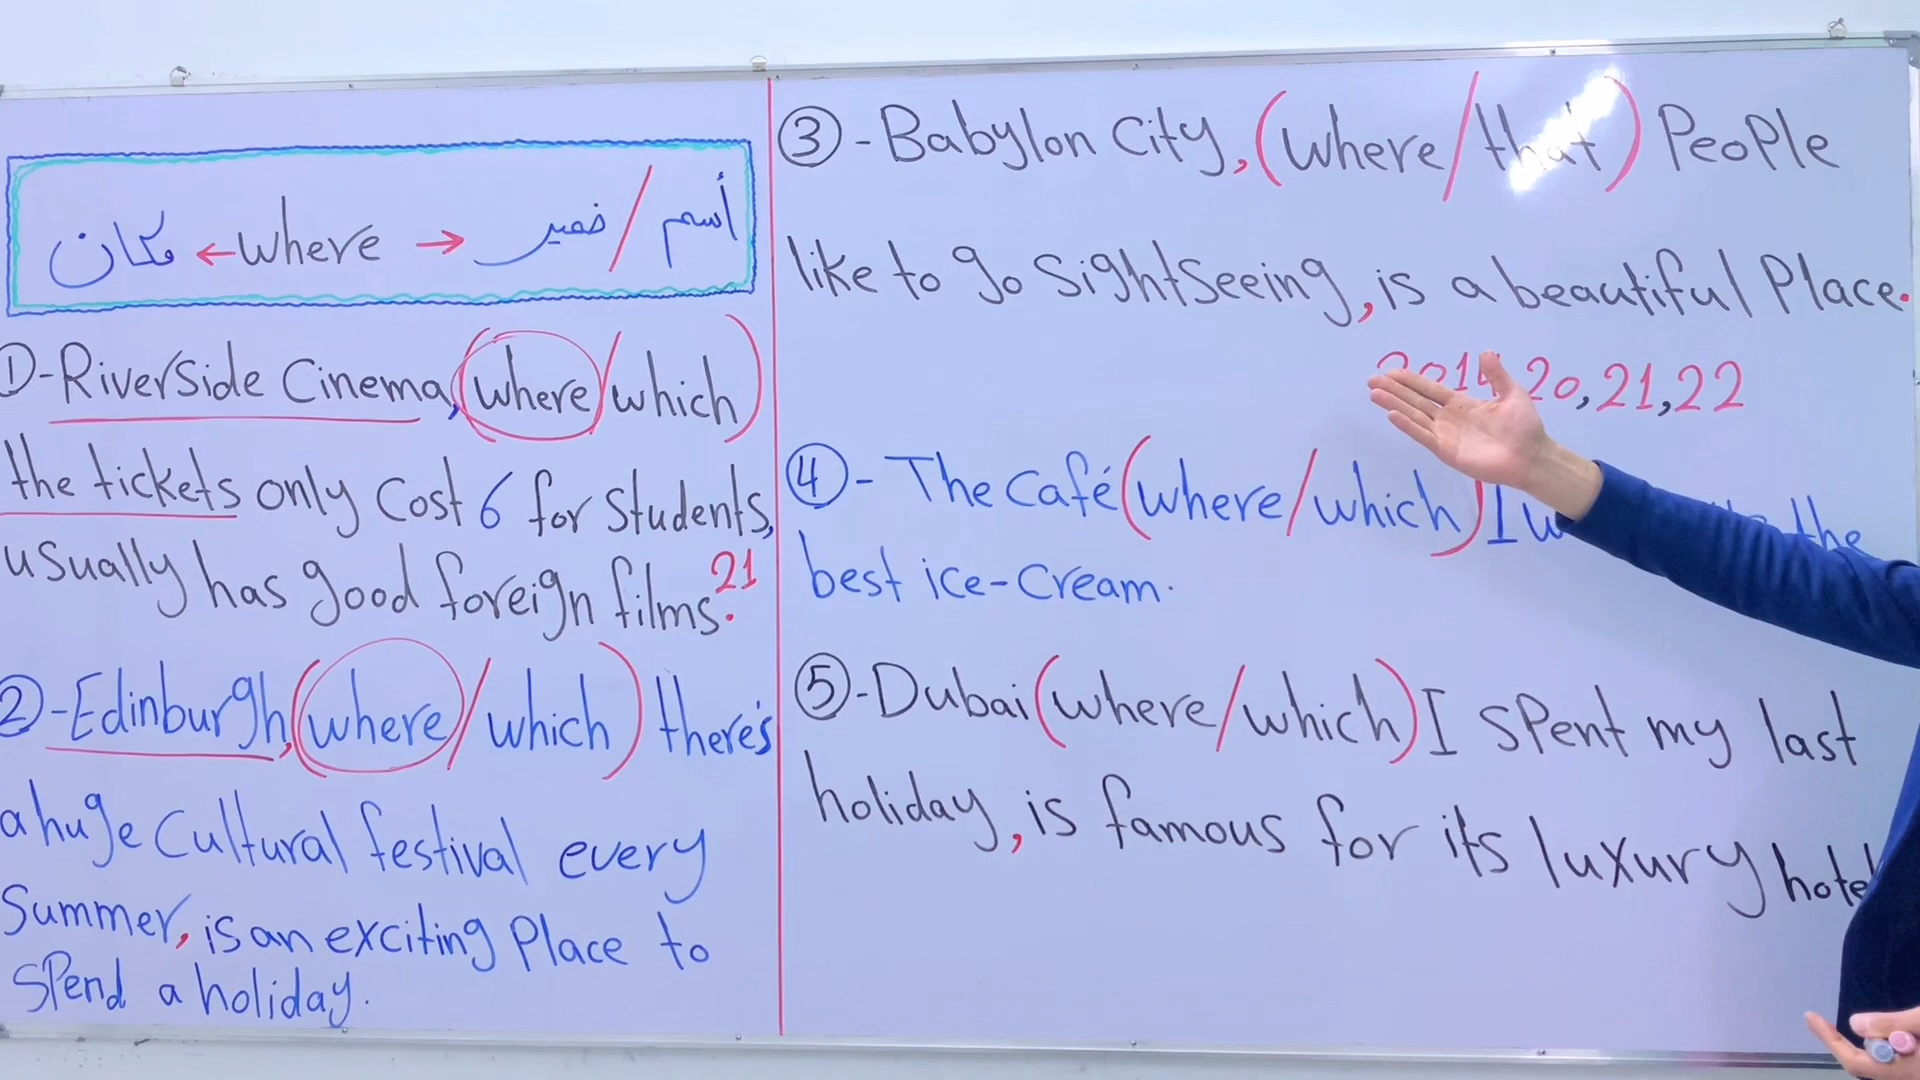 مكان ← where → ضمير / أسم
①-Riverside Cinema, (where/which)
the tickets only cost 6 for students,
usually has good foreign films. 21
②-Edinburgh, (where/which) there's
a huge cultural festival every
Summer, is an exciting Place to
spend a holiday.
③-Babylon City, (where/that) People
like to go sightseeing, is a beautiful Place.
20, 21, 22
④- The Café (where/which) I the
best ice-cream.
⑤-Dubai (where/which) I spent my last
holiday, is famous for its luxury